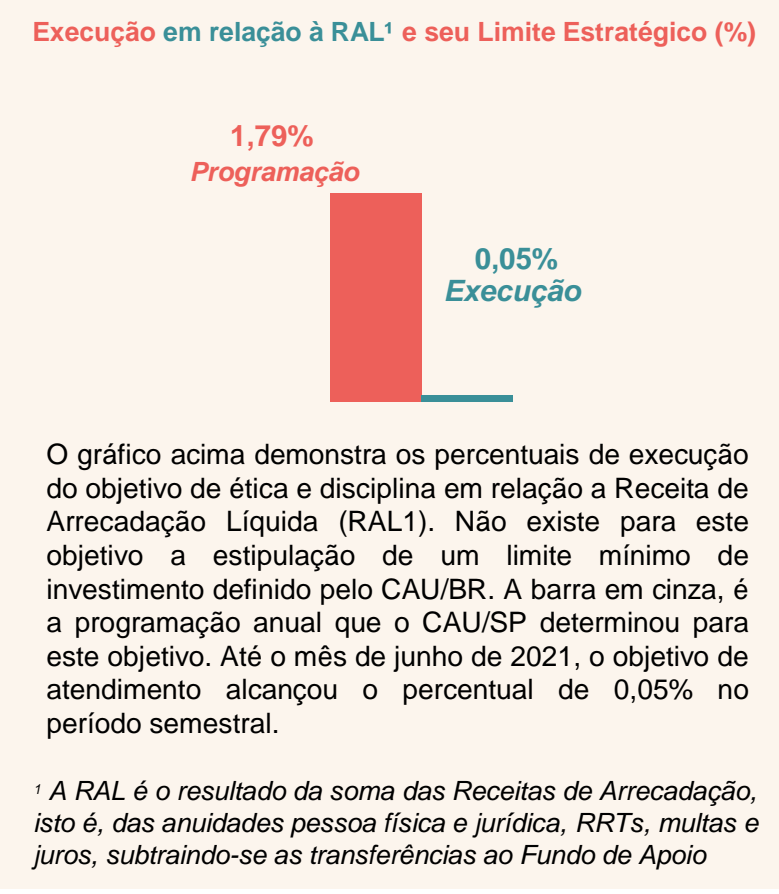 Execução em relação à RAL¹ e seu Limite Estratégico (%)
1,79%
Programação
0,05%
Execução
O gráfico acima demonstra os percentuais de execução
do objetivo de ética e disciplina em relação a Receita de
Arrecadação Líquida (RAL1). Não existe para este
objetivo a estipulação de um limite mínimo de
investimento definido pelo CAU/BR. A barra em cinza, é
a programação anual que o CAU/SP determinou para
este objetivo. Até o mês de junho de 2021, o objetivo de
atendimento alcançou o percentual de 0,05% no
período semestral.
¹ A RAL é o resultado da soma das Receitas de Arrecadação,
isto é, das anuidades pessoa física e jurídica, RRTs, multas e
juros, subtraindo-se as transferências ao Fundo de Apoio